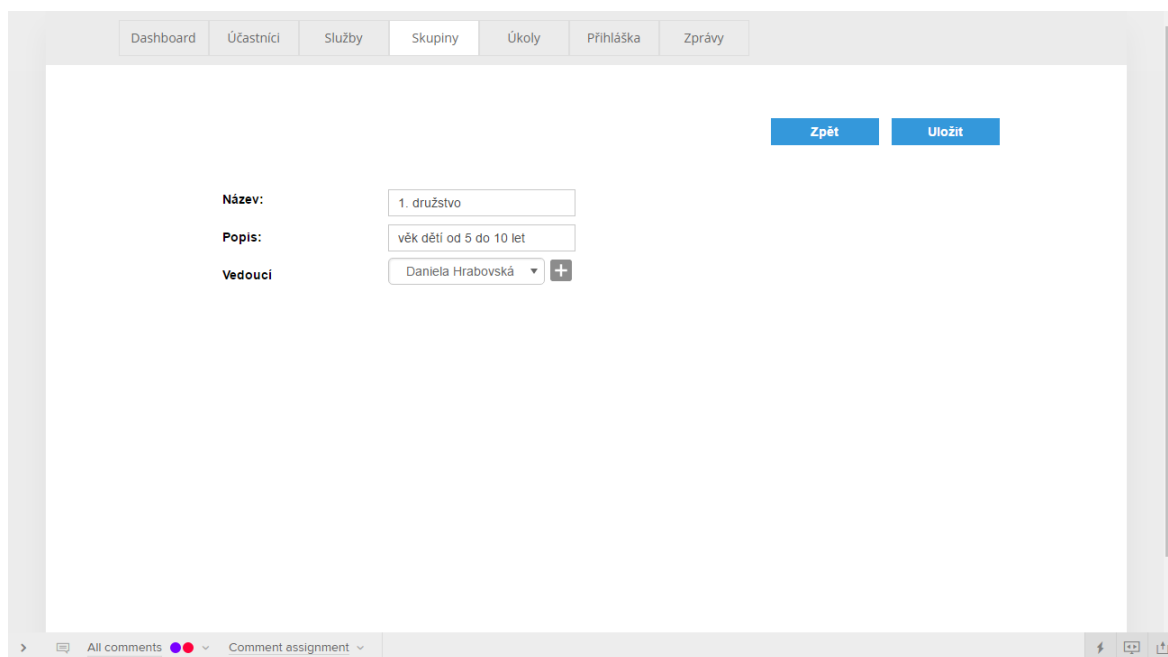 Dashboard Účastníci Služby Skupiny Úkoly Přihláška Zprávy
Zpět Uložit
Název: 1. družstvo
Popis: věk dětí od 5 do 10 let
Vedoucí Daniela Hrabovská
All comments Comment assignment